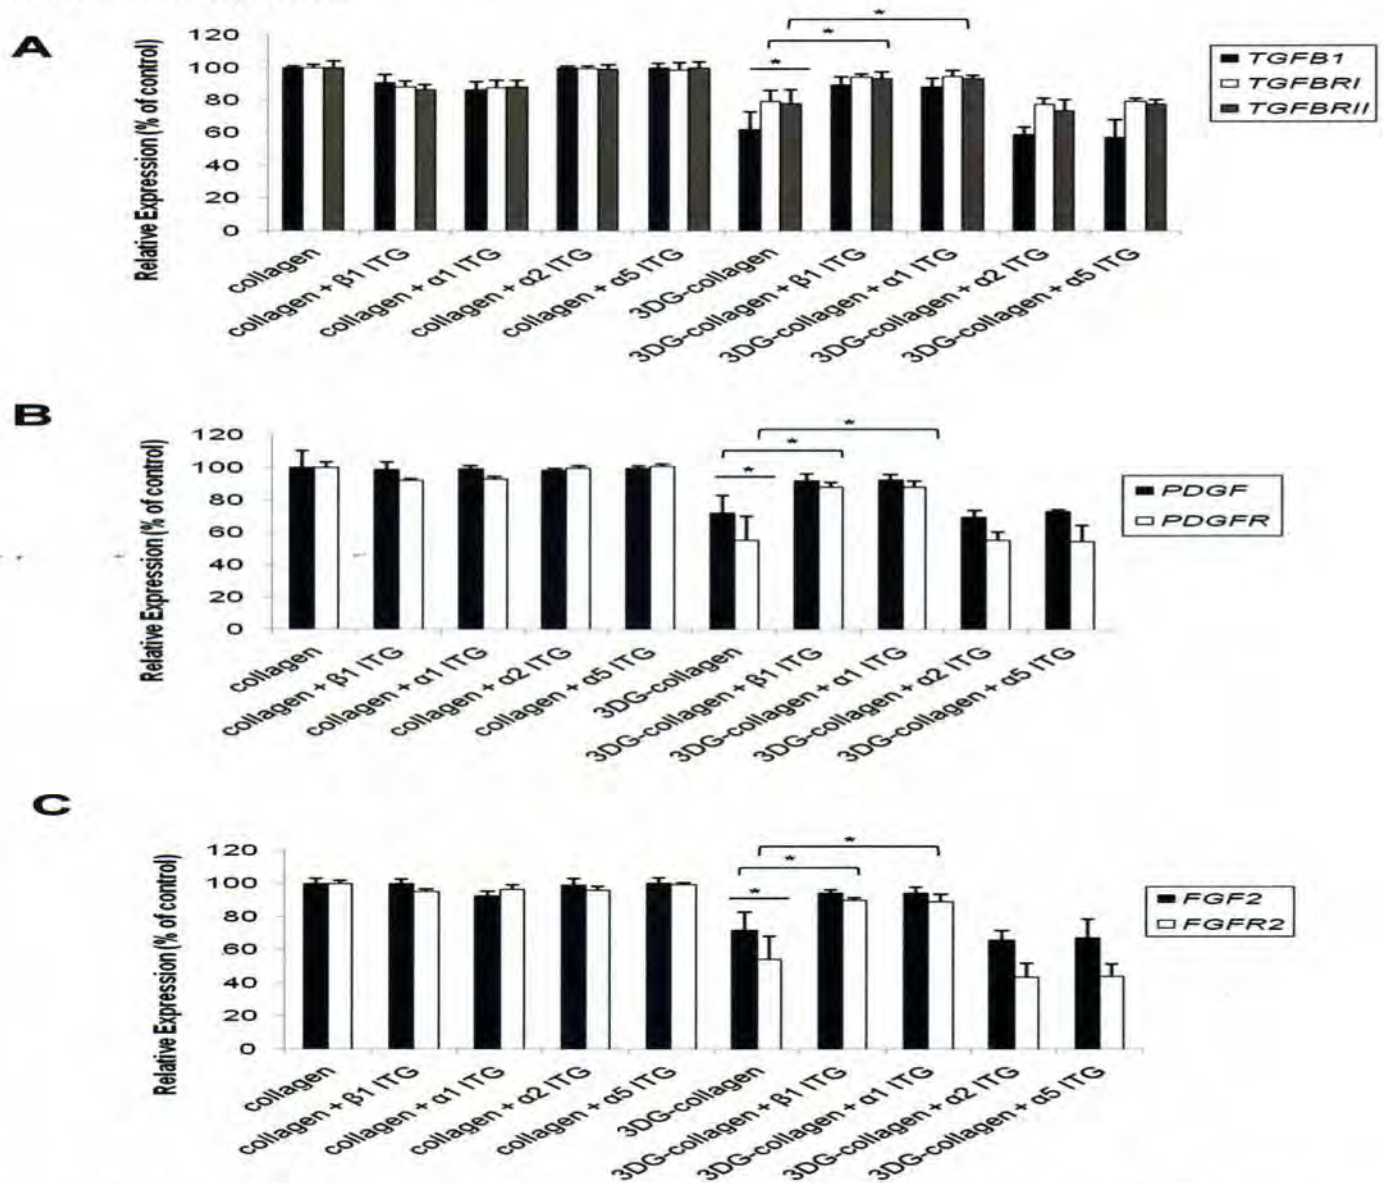 A
Relative Expression (% of control)
120
100
80
60
40
20
0
*
*
*
TGFB1
TGFBRI
TGFBRII
collagen
collagen + β1 ITG
collagen + α1 ITG
collagen + α2 ITG
collagen + α5 ITG
3DG-collagen
3DG-collagen + β1 ITG
3DG-collagen + α1 ITG
3DG-collagen + α2 ITG
3DG-collagen + α5 ITG
B
Relative Expression (% of control)
120
100
80
60
40
20
0
*
*
*
PDGF
PDGFR
collagen
collagen + β1 ITG
collagen + α1 ITG
collagen + α2 ITG
collagen + α5 ITG
3DG-collagen
3DG-collagen + β1 ITG
3DG-collagen + α1 ITG
3DG-collagen + α2 ITG
3DG-collagen + α5 ITG
C
Relative Expression (% of control)
120
100
80
60
40
20
0
*
*
*
FGF2
FGFR2
collagen
collagen + β1 ITG
collagen + α1 ITG
collagen + α2 ITG
collagen + α5 ITG
3DG-collagen
3DG-collagen + β1 ITG
3DG-collagen + α1 ITG
3DG-collagen + α2 ITG
3DG-collagen + α5 ITG